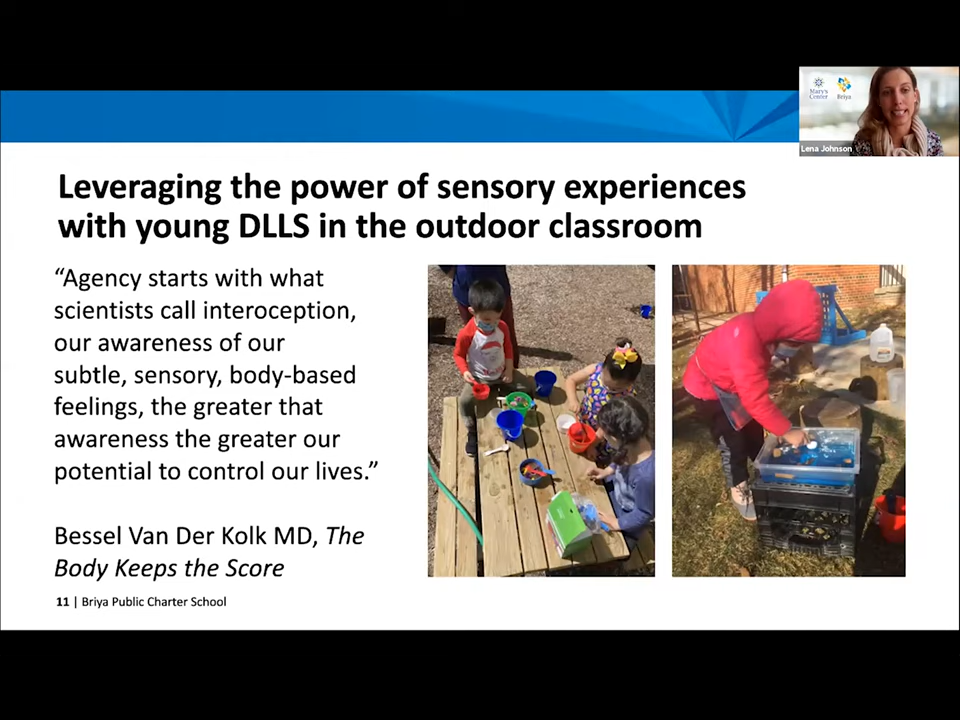 Mary's
Center
Briya
Lena Johnson
Leveraging the power of sensory experiences
with young DLLS in the outdoor classroom
“Agency starts with what
scientists call interoception,
our awareness of our
subtle, sensory, body-based
feelings, the greater that
awareness the greater our
potential to control our lives.”
Bessel Van Der Kolk MD, The
Body Keeps the Score
11 | Briya Public Charter School